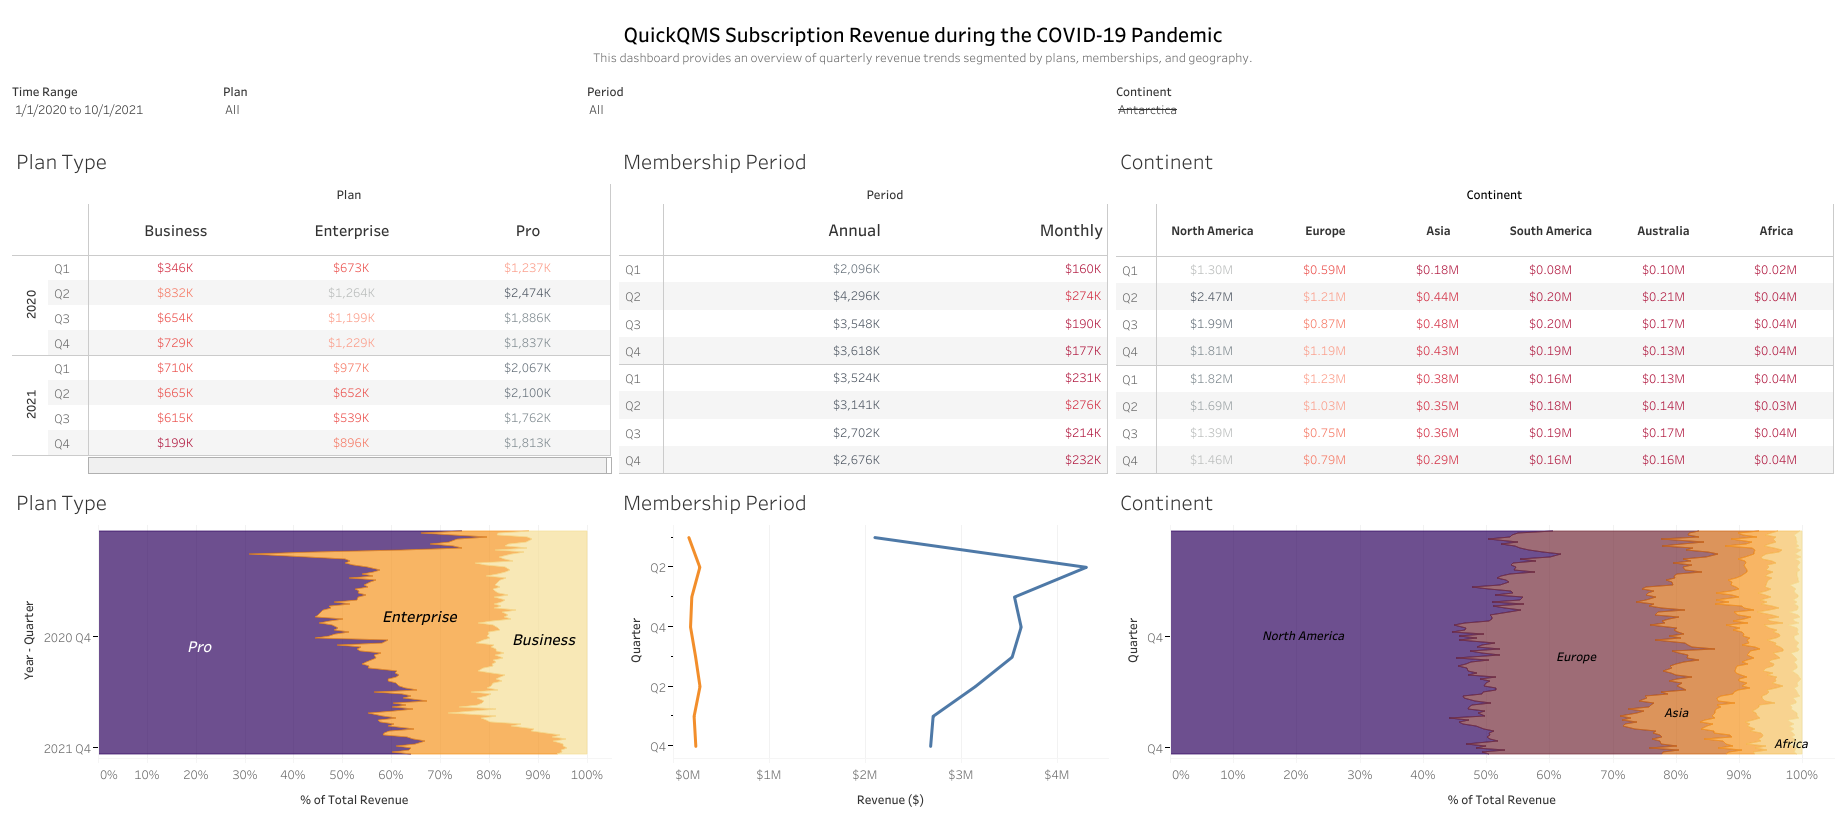 QuickQMS Subscription Revenue during the COVID-19 Pandemic
This dashboard provides an overview of quarterly revenue trends segmented by plans, memberships, and geography.
Time Range Plan Period Continent
1/1/2020 to 10/1/2021 All All Antarctica
Plan Type
Plan
Business Enterprise Pro
2020
Q1 $346K $673K $1,237K
Q2 $832K $1,264K $2,474K
Q3 $654K $1,199K $1,886K
Q4 $729K $1,229K $1,837K
2021
Q1 $710K $977K $2,067K
Q2 $665K $652K $2,100K
Q3 $615K $539K $1,762K
Q4 $199K $896K $1,813K
Membership Period
Period
Annual Monthly
Q1 $2,096K $160K
Q2 $4,296K $274K
Q3 $3,548K $190K
Q4 $3,618K $177K
Q1 $3,524K $231K
Q2 $3,141K $276K
Q3 $2,702K $214K
Q4 $2,676K $232K
Continent
Continent
North America Europe Asia South America Australia Africa
Q1 $1.30M $0.59M $0.18M $0.08M $0.10M $0.02M
Q2 $2.47M $1.21M $0.44M $0.20M $0.21M $0.04M
Q3 $1.99M $0.87M $0.48M $0.20M $0.17M $0.04M
Q4 $1.81M $1.19M $0.43M $0.19M $0.13M $0.04M
Q1 $1.82M $1.23M $0.38M $0.16M $0.13M $0.04M
Q2 $1.69M $1.03M $0.35M $0.18M $0.14M $0.03M
Q3 $1.39M $0.75M $0.36M $0.19M $0.17M $0.04M
Q4 $1.46M $0.79M $0.29M $0.16M $0.16M $0.04M
Plan Type
Year - Quarter
2020 Q4
2021 Q4
Pro
Enterprise
Business
0% 10% 20% 30% 40% 50% 60% 70% 80% 90% 100%
% of Total Revenue
Membership Period
Quarter
Q2
Q4
Q2
Q4
$0M $1M $2M $3M $4M
Revenue ($)
Continent
Quarter
Q4
Q4
North America
Europe
Asia
Africa
0% 10% 20% 30% 40% 50% 60% 70% 80% 90% 100%
% of Total Revenue